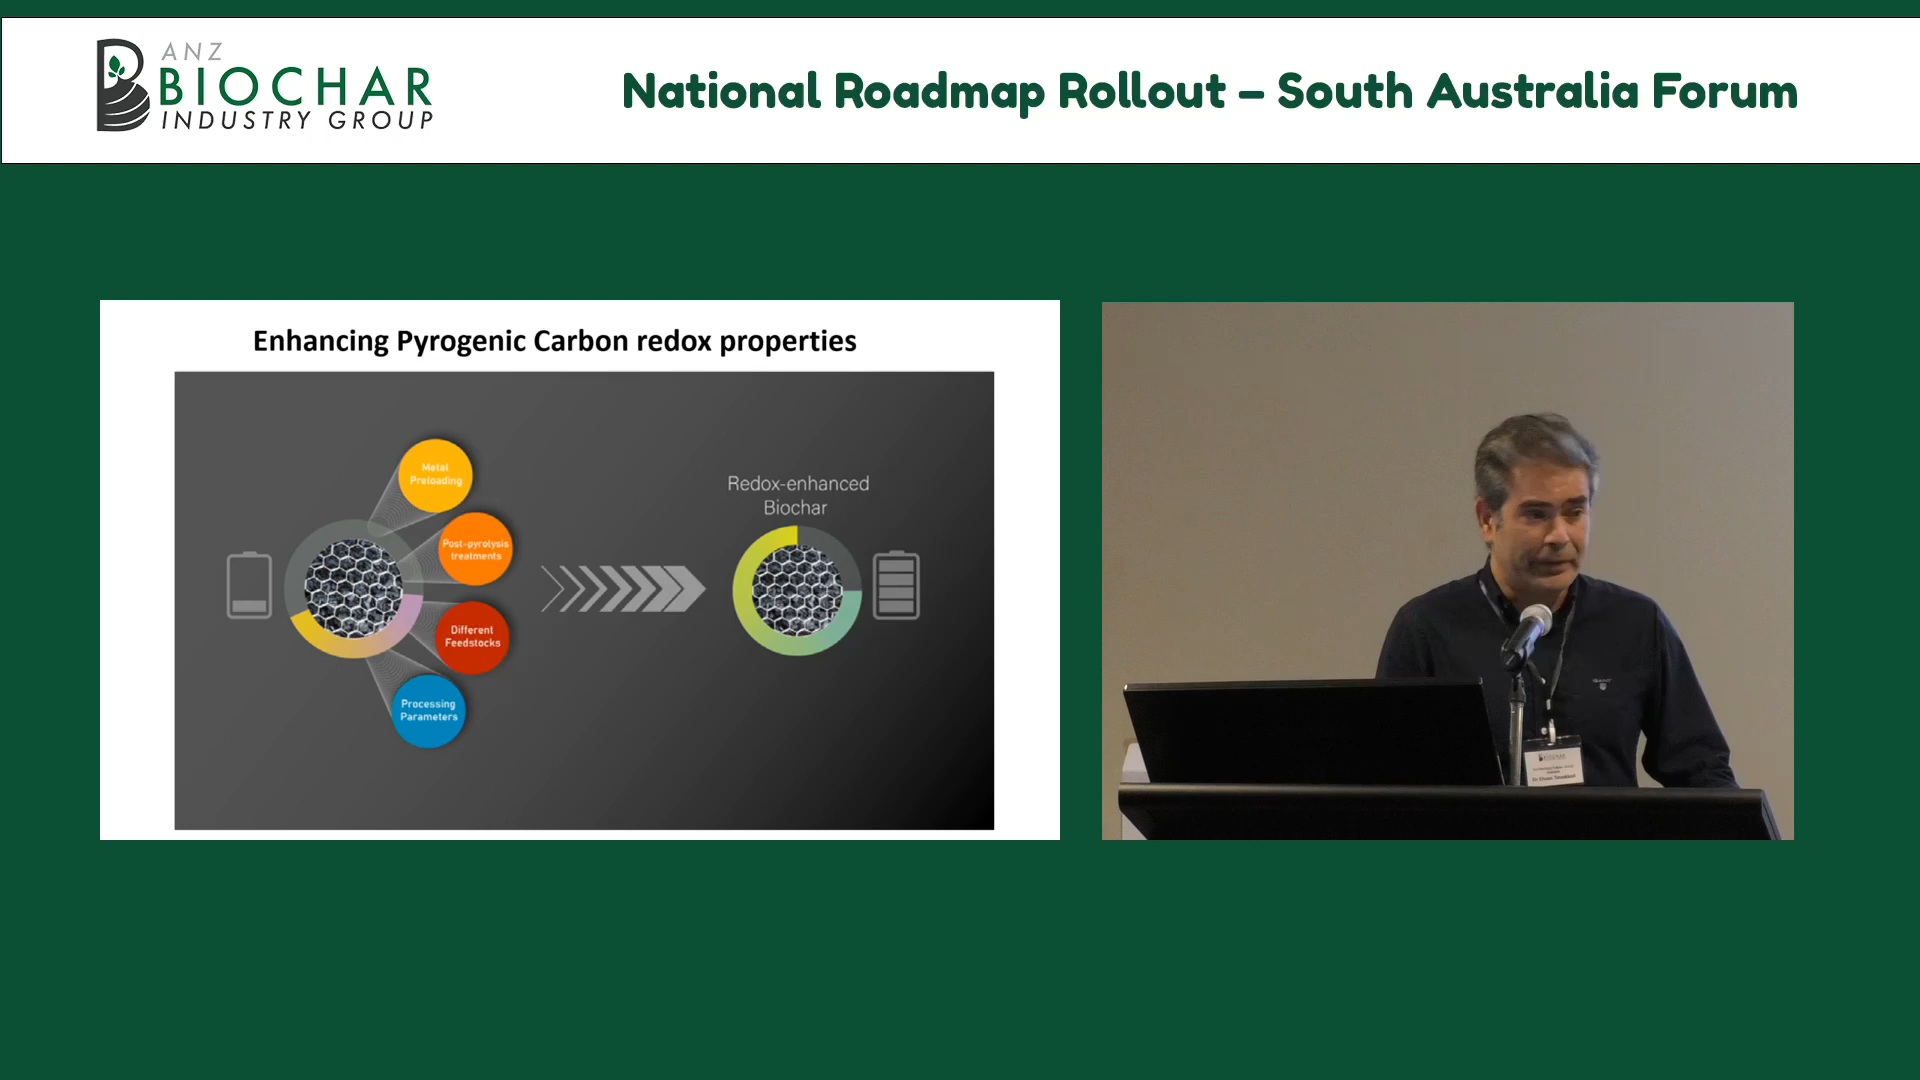 ANZ
BIOCHAR
INDUSTRY GROUP
National Roadmap Rollout – South Australia Forum
Enhancing Pyrogenic Carbon redox properties
Metal
Preloading
Post-pyrolysis
treatments
Different
Feedstocks
Processing
Parameters
Redox-enhanced
Biochar
GANT